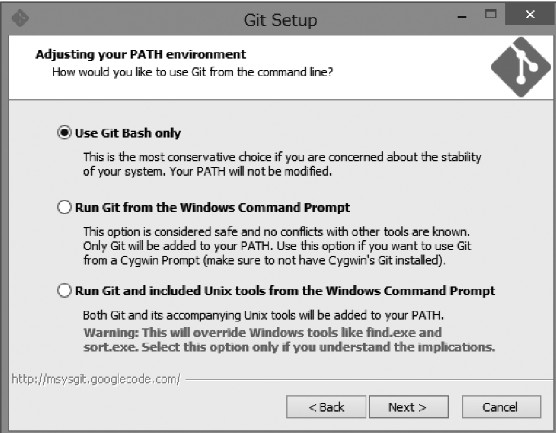 Git Setup
Adjusting your PATH environment
How would you like to use Git from the command line?
Use Git Bash only
This is the most conservative choice if you are concerned about the stability
of your system. Your PATH will not be modified.
Run Git from the Windows Command Prompt
This option is considered safe and no conflicts with other tools are known.
Only Git will be added to your PATH. Use this option if you want to use Git
from a Cygwin Prompt (make sure to not have Cygwin's Git installed).
Run Git and included Unix tools from the Windows Command Prompt
Both Git and its accompanying Unix tools will be added to your PATH.
Warning: This will override Windows tools like find.exe and
sort.exe. Select this option only if you understand the implications.
http://msysgit.googlecode.com/
< Back Next > Cancel